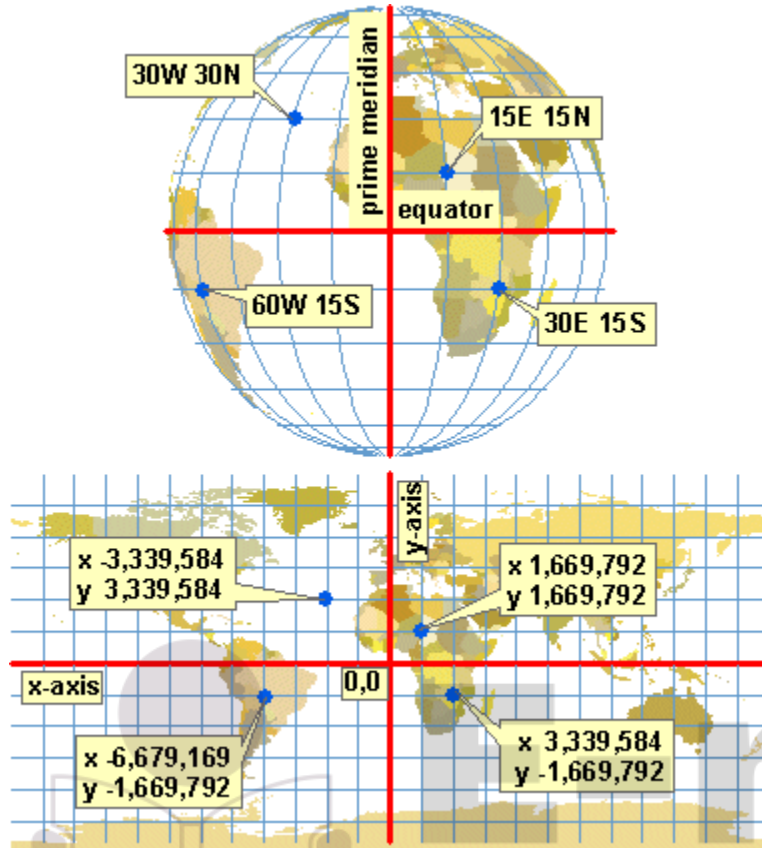 30W 30N
prime meridian
15E 15N
equator
60W 15S
30E 15S
y-axis
x -3,339,584
y 3,339,584
x 1,669,792
y 1,669,792
x-axis
0,0
x -6,679,169
y -1,669,792
x 3,339,584
y -1,669,792